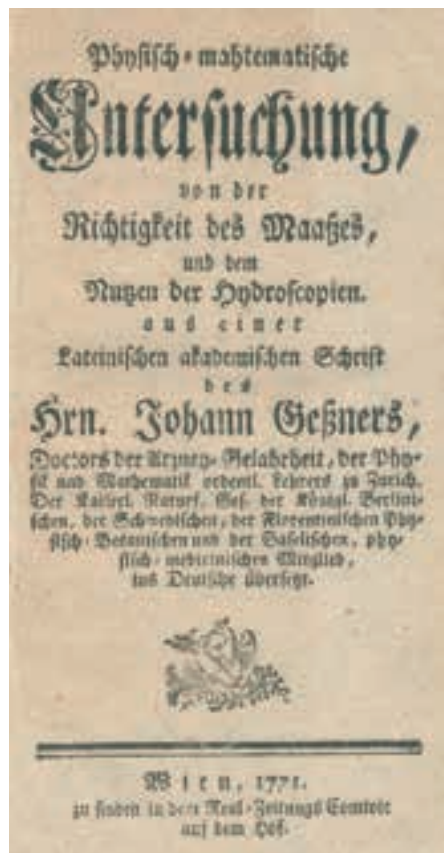 Physisch-mahtematische
Untersuchung,
von der
Richtigkeit des Maaßes,
und dem
Nutzen der Hydroscopien.
aus einer
Lateinischen akademischen Schrift
des
Hrn. Johann Geßners,
Doctors der Arzney-Gelahrheit, der Phy-
sik und Mathematik ordentl. Lehrers zu Zürich.
Der Kaiserl. Naturf. Ges. der Königl. Berlini-
schen, der Schwedischen, der Florentinischen Phy-
sisch-Botanischen und der Baselischen, phy-
sisch-medicinischen Mitglied,
ins Deutsche übersetzt.
Wien, 1771.
zu finden in dem Real-Zeitungs Comtoir
auf dem Hof.